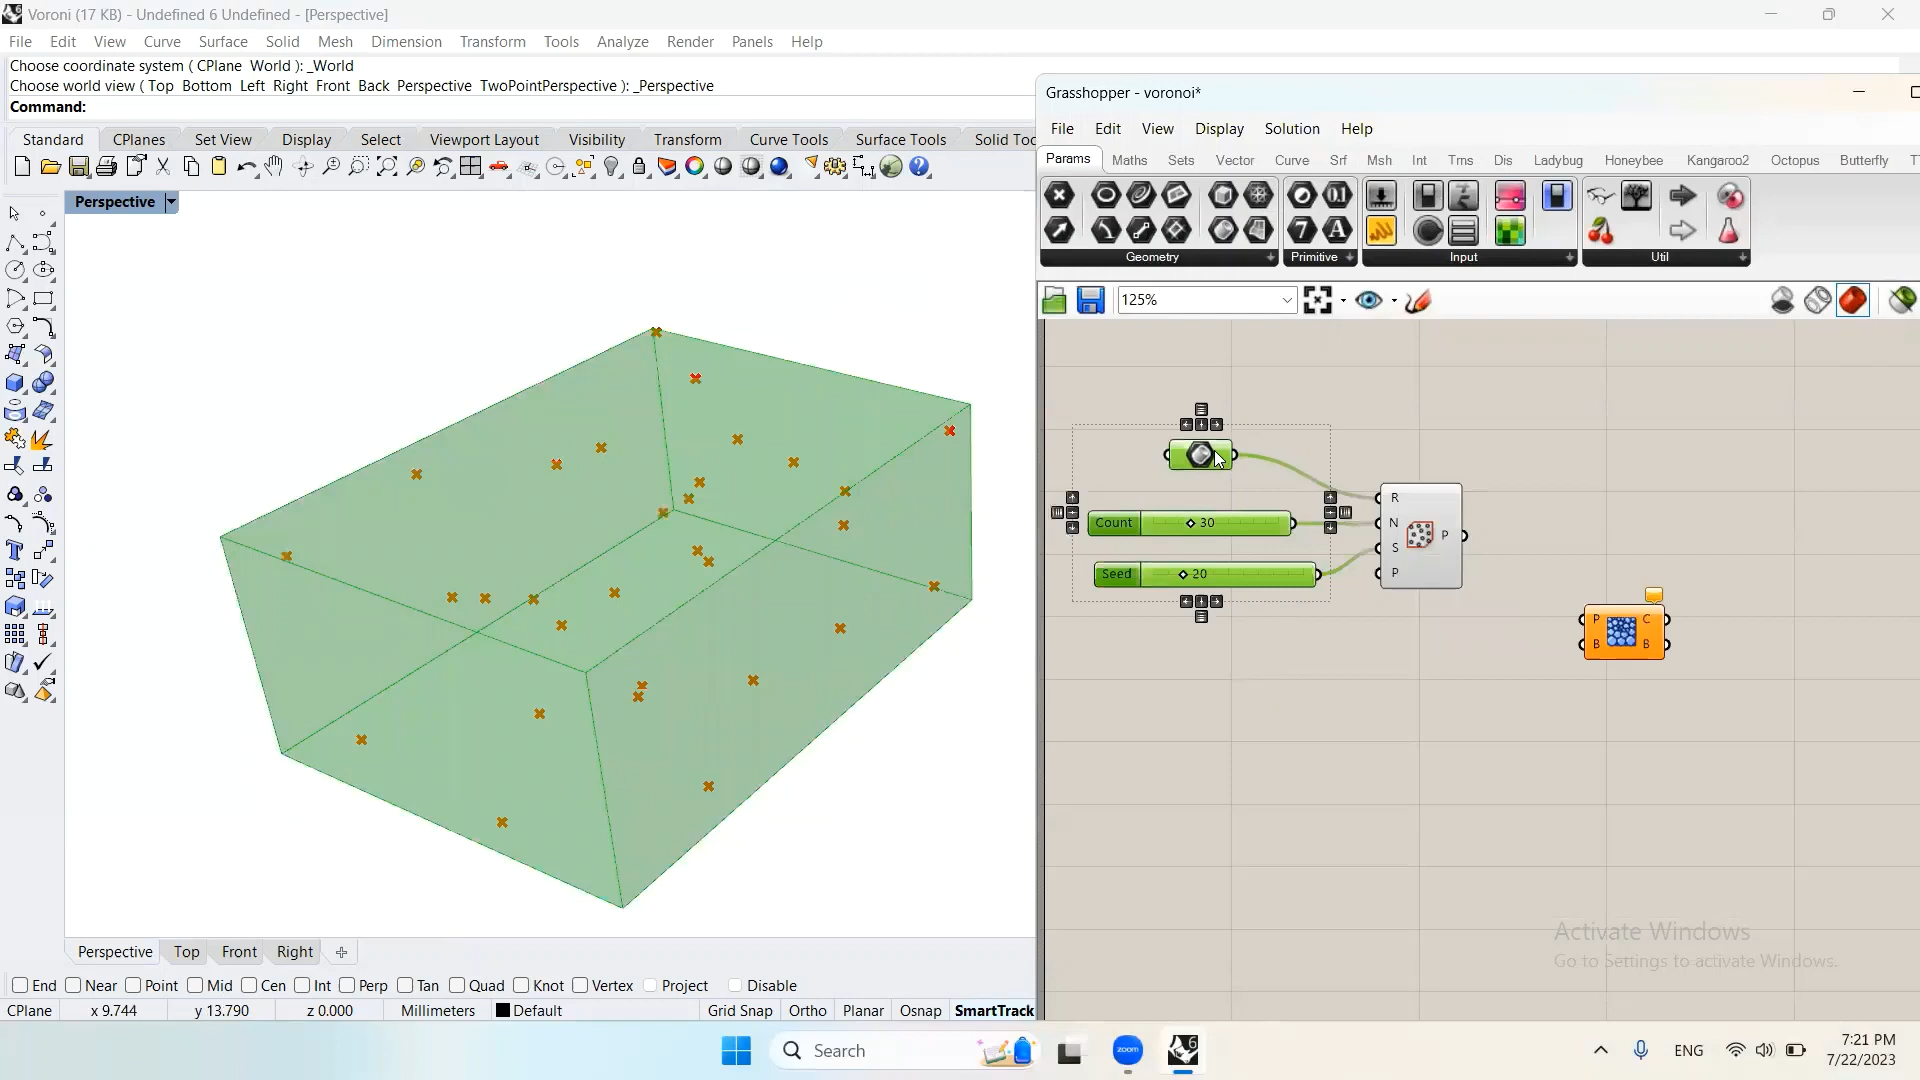 Voroni (17 KB) - Undefined 6 Undefined - [Perspective]
File Edit View Curve Surface Solid Mesh Dimension Transform Tools Analyze Render Panels Help
Choose coordinate system ( CPlane World ): _World
Choose world view ( Top Bottom Left Right Front Back Perspective TwoPointPerspective ): _Perspective
Command:
Standard CPlanes Set View Display Select Viewport Layout Visibility Transform Curve Tools Surface Tools Solid Too
Perspective
Grasshopper - voronoi*
File Edit View Display Solution Help
Params Maths Sets Vector Curve Srf Msh Int Trns Dis Ladybug Honeybee Kangaroo2 Octopus Butterfly T
Geometry Primitive Input Util
125%
R
Count 30 N P
S
Seed 20 P
P C
B B
Activate Windows
Go to Settings to activate Windows.
Perspective Top Front Right
End Near Point Mid Cen Int Perp Tan Quad Knot Vertex Project Disable
CPlane x 9.744 y 13.790 z 0.000 Millimeters Default Grid Snap Ortho Planar Osnap SmartTrack
Search zoom 6 ENG 7:21 PM
7/22/2023